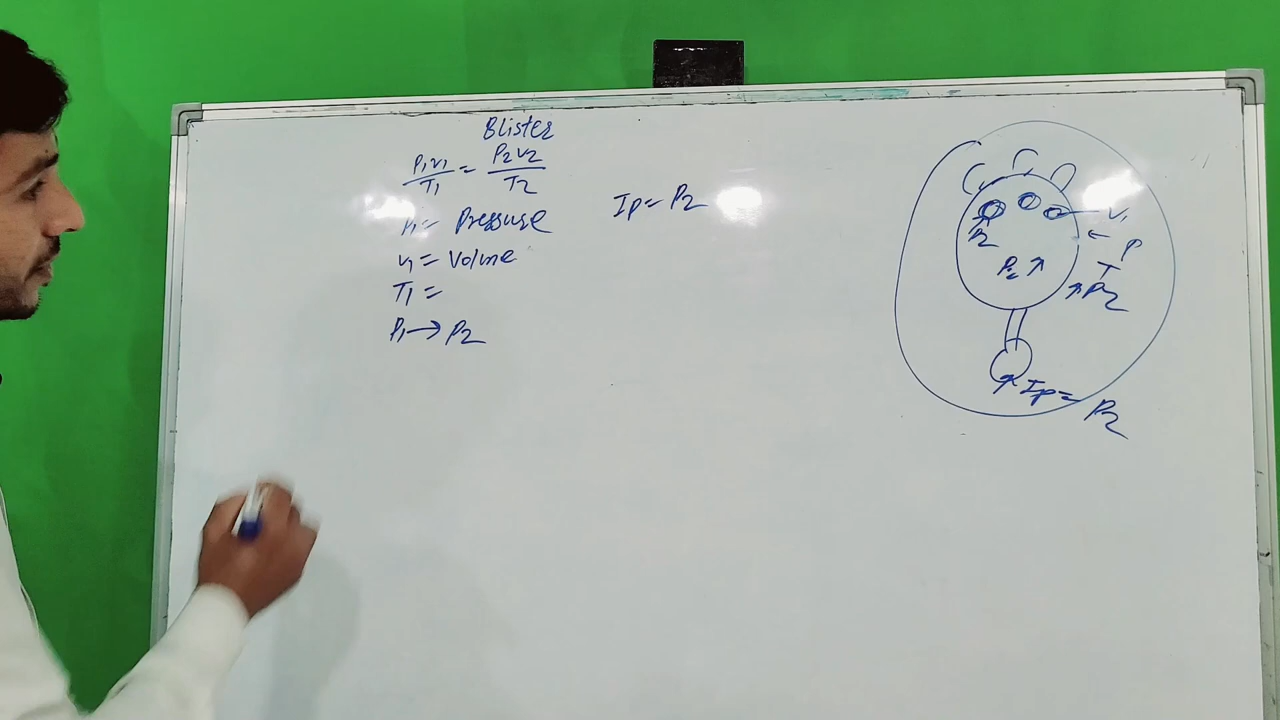 Blister
P1V1/T1 = P2V2/T2
P1 = Pressure
V1 = Volme
T1 =
P1 → P2
Ip = P2
V1
P2
← P
T
P2 ↗
↗ P2
↗ Ip = P2